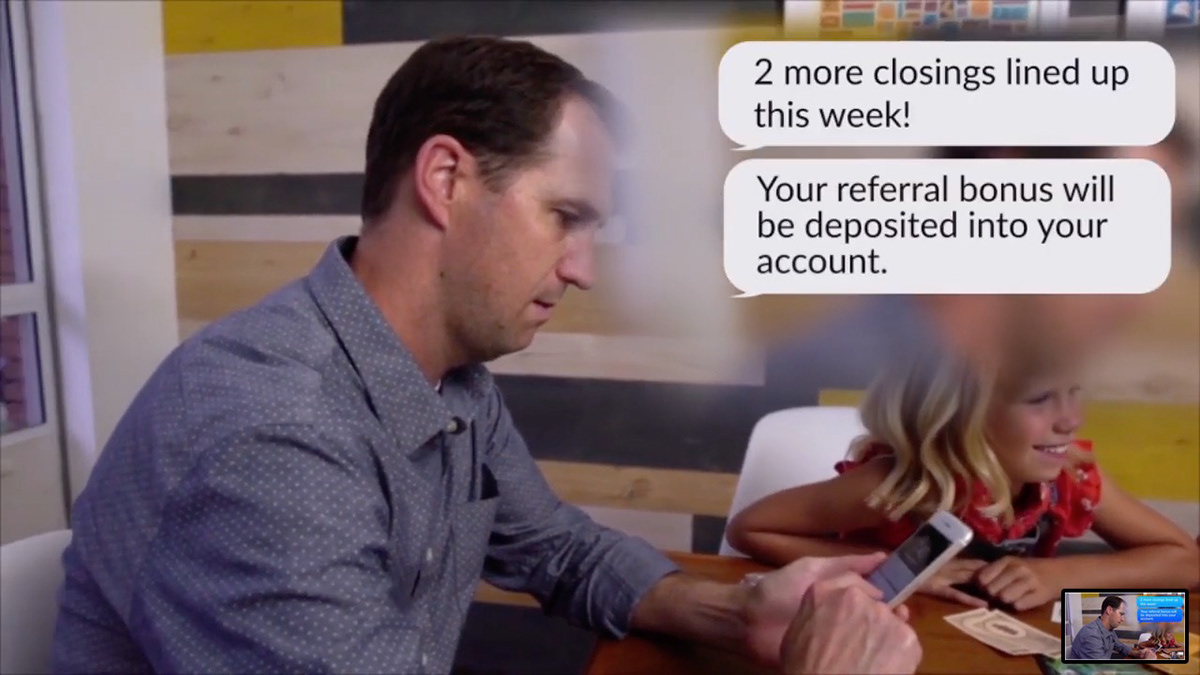 2 more closings lined up
this week!
Your referral bonus will
be deposited into your
account.